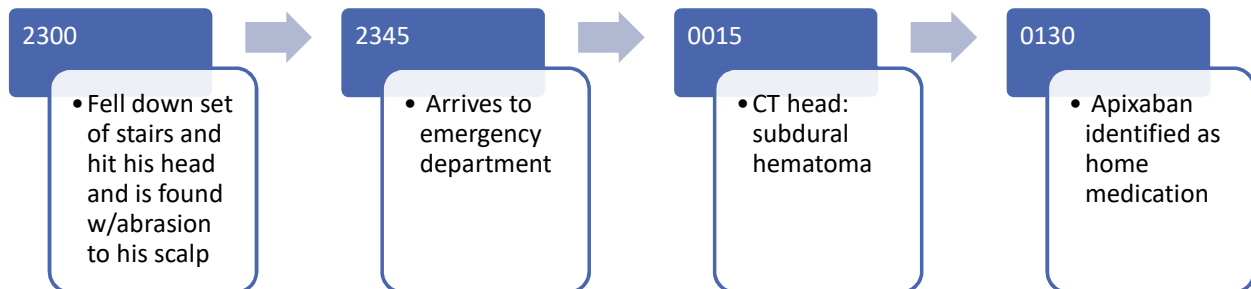 2300
• Fell down set
of stairs and
hit his head
and is found
w/abrasion
to his scalp
2345
• Arrives to
emergency
department
0015
• CT head:
subdural
hematoma
0130
• Apixaban
identified as
home
medication